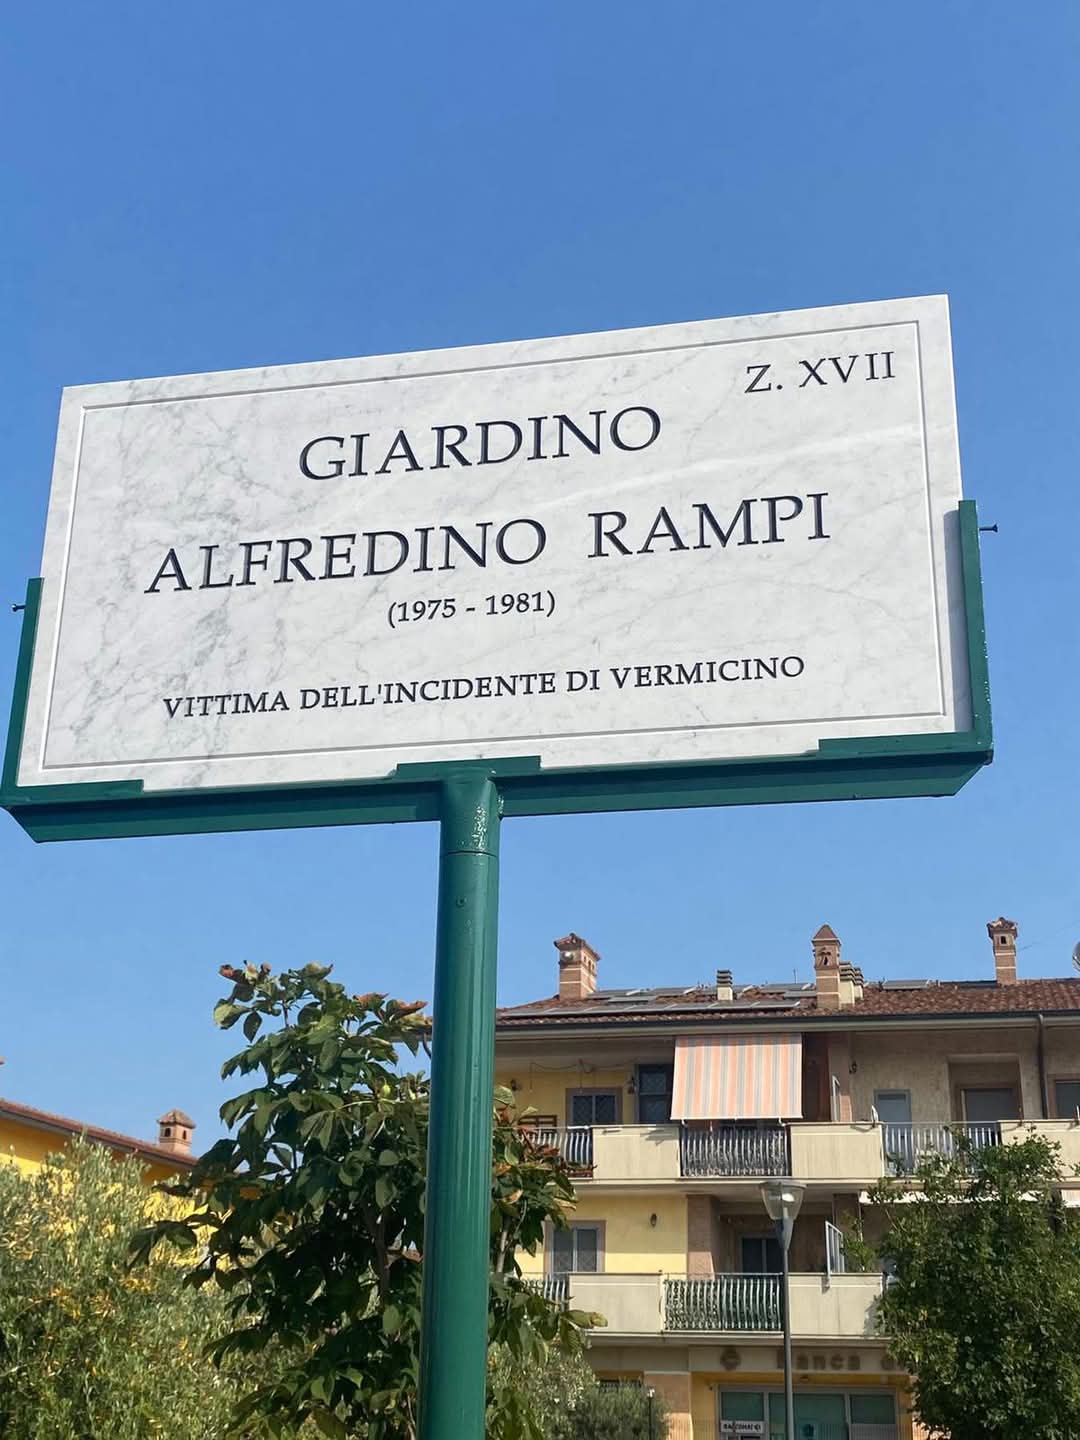 Z. XVII
GIARDINO
ALFREDINO RAMPI
(1975 - 1981)
VITTIMA DELL'INCIDENTE DI VERMICINO
Banca